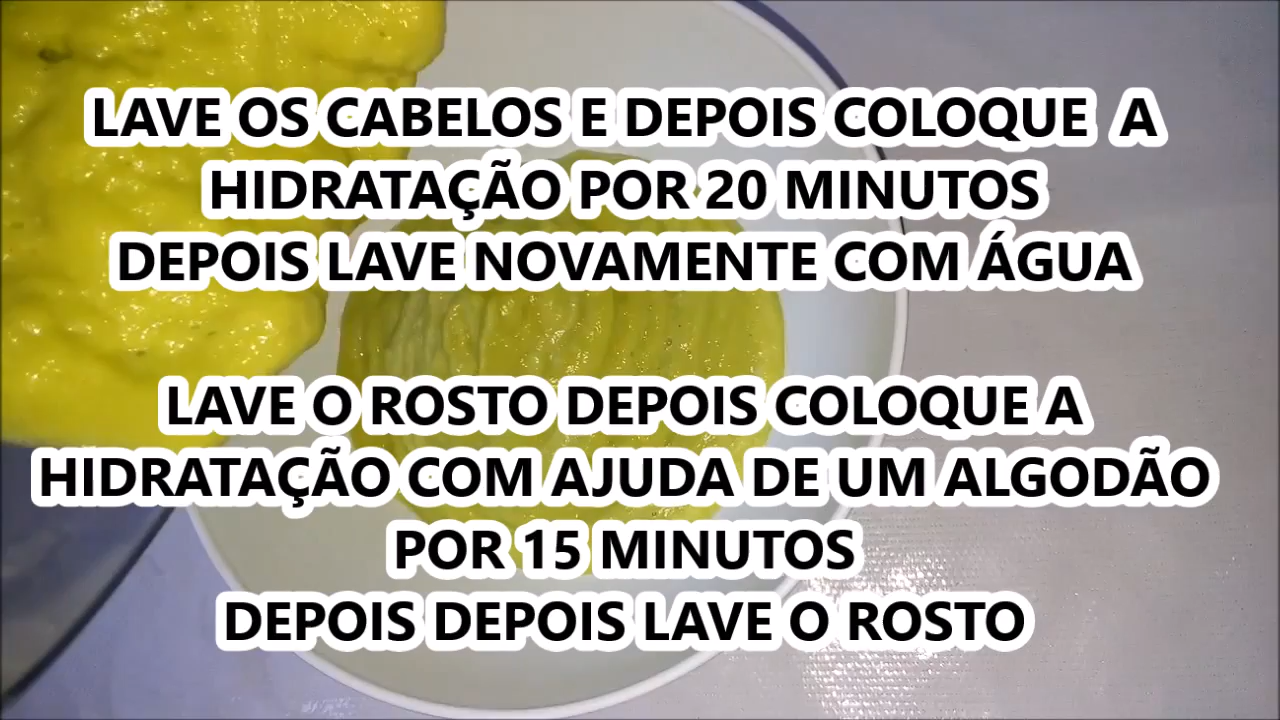 LAVE OS CABELOS E DEPOIS COLOQUE A
HIDRATAÇÃO POR 20 MINUTOS
DEPOIS LAVE NOVAMENTE COM ÁGUA
LAVE O ROSTO DEPOIS COLOQUE A
HIDRATAÇÃO COM AJUDA DE UM ALGODÃO
POR 15 MINUTOS
DEPOIS DEPOIS LAVE O ROSTO